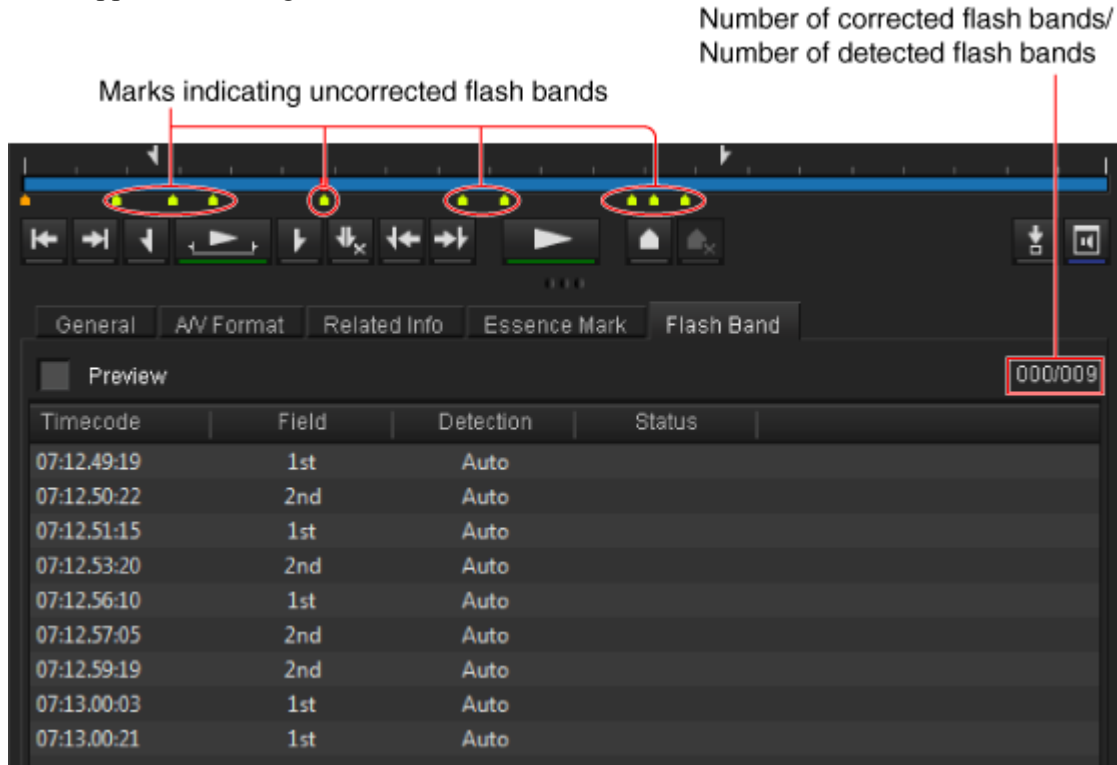 Number of corrected flash bands/
Number of detected flash bands
Marks indicating uncorrected flash bands
General A/V Format Related Info Essence Mark Flash Band
Preview 000/009
Timecode Field Detection Status
07:12.49:19 1st Auto
07:12.50:22 2nd Auto
07:12.51:15 1st Auto
07:12.53:20 2nd Auto
07:12.56:10 1st Auto
07:12.57:05 2nd Auto
07:12.59:19 2nd Auto
07:13.00:03 1st Auto
07:13.00:21 1st Auto